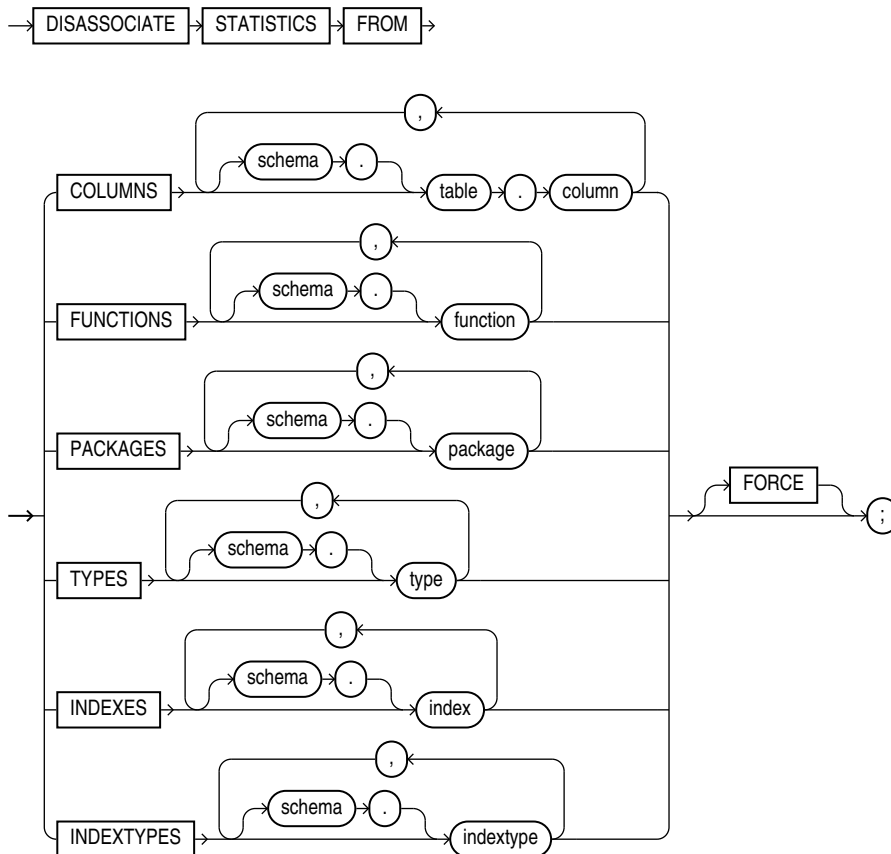 DISASSOCIATE STATISTICS FROM
,
schema .
COLUMNS table . column
,
schema .
FUNCTIONS function
,
schema .
PACKAGES package
FORCE
,
;
schema .
TYPES type
,
schema .
INDEXES index
,
schema .
INDEXTYPES indextype